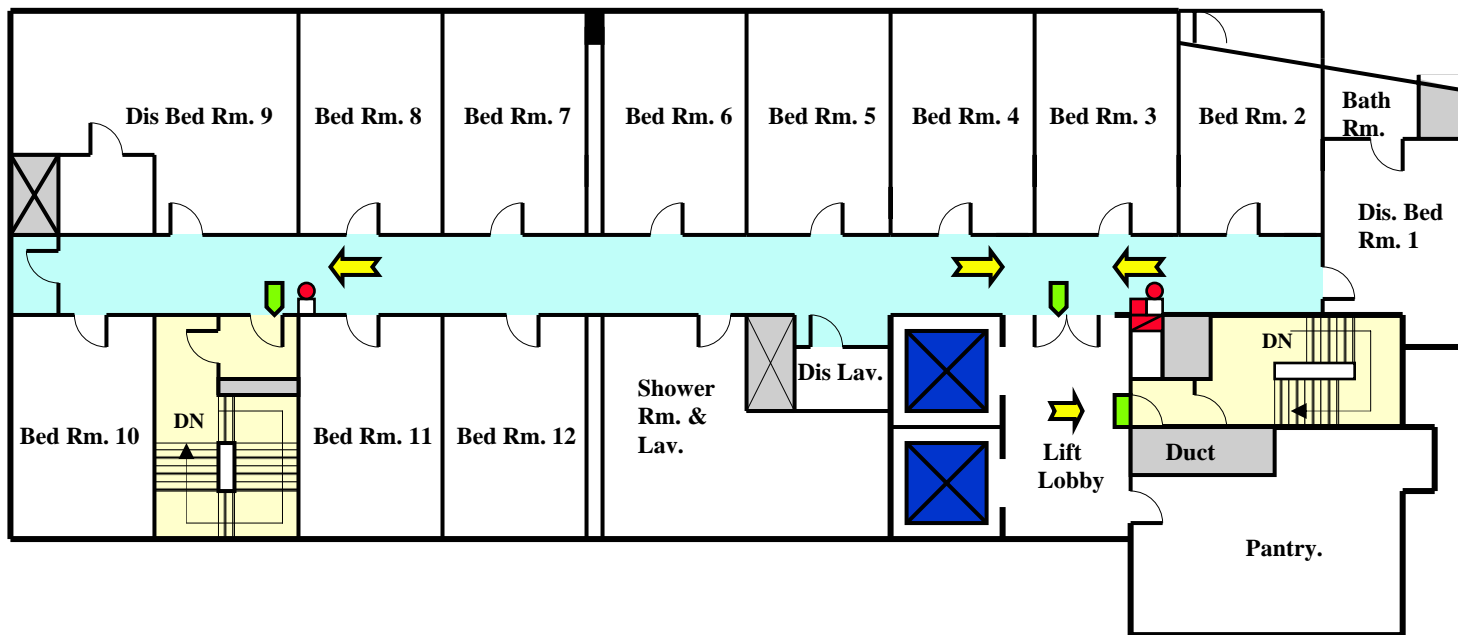 Dis Bed Rm. 9
Bed Rm. 8
Bed Rm. 7
Bed Rm. 6
Bed Rm. 5
Bed Rm. 4
Bed Rm. 3
Bed Rm. 2
Bath
Rm.
Dis. Bed
Rm. 1
Bed Rm. 10
DN
Bed Rm. 11
Bed Rm. 12
Shower
Rm. &
Lav.
Dis Lav.
Lift
Lobby
DN
Duct
Pantry.